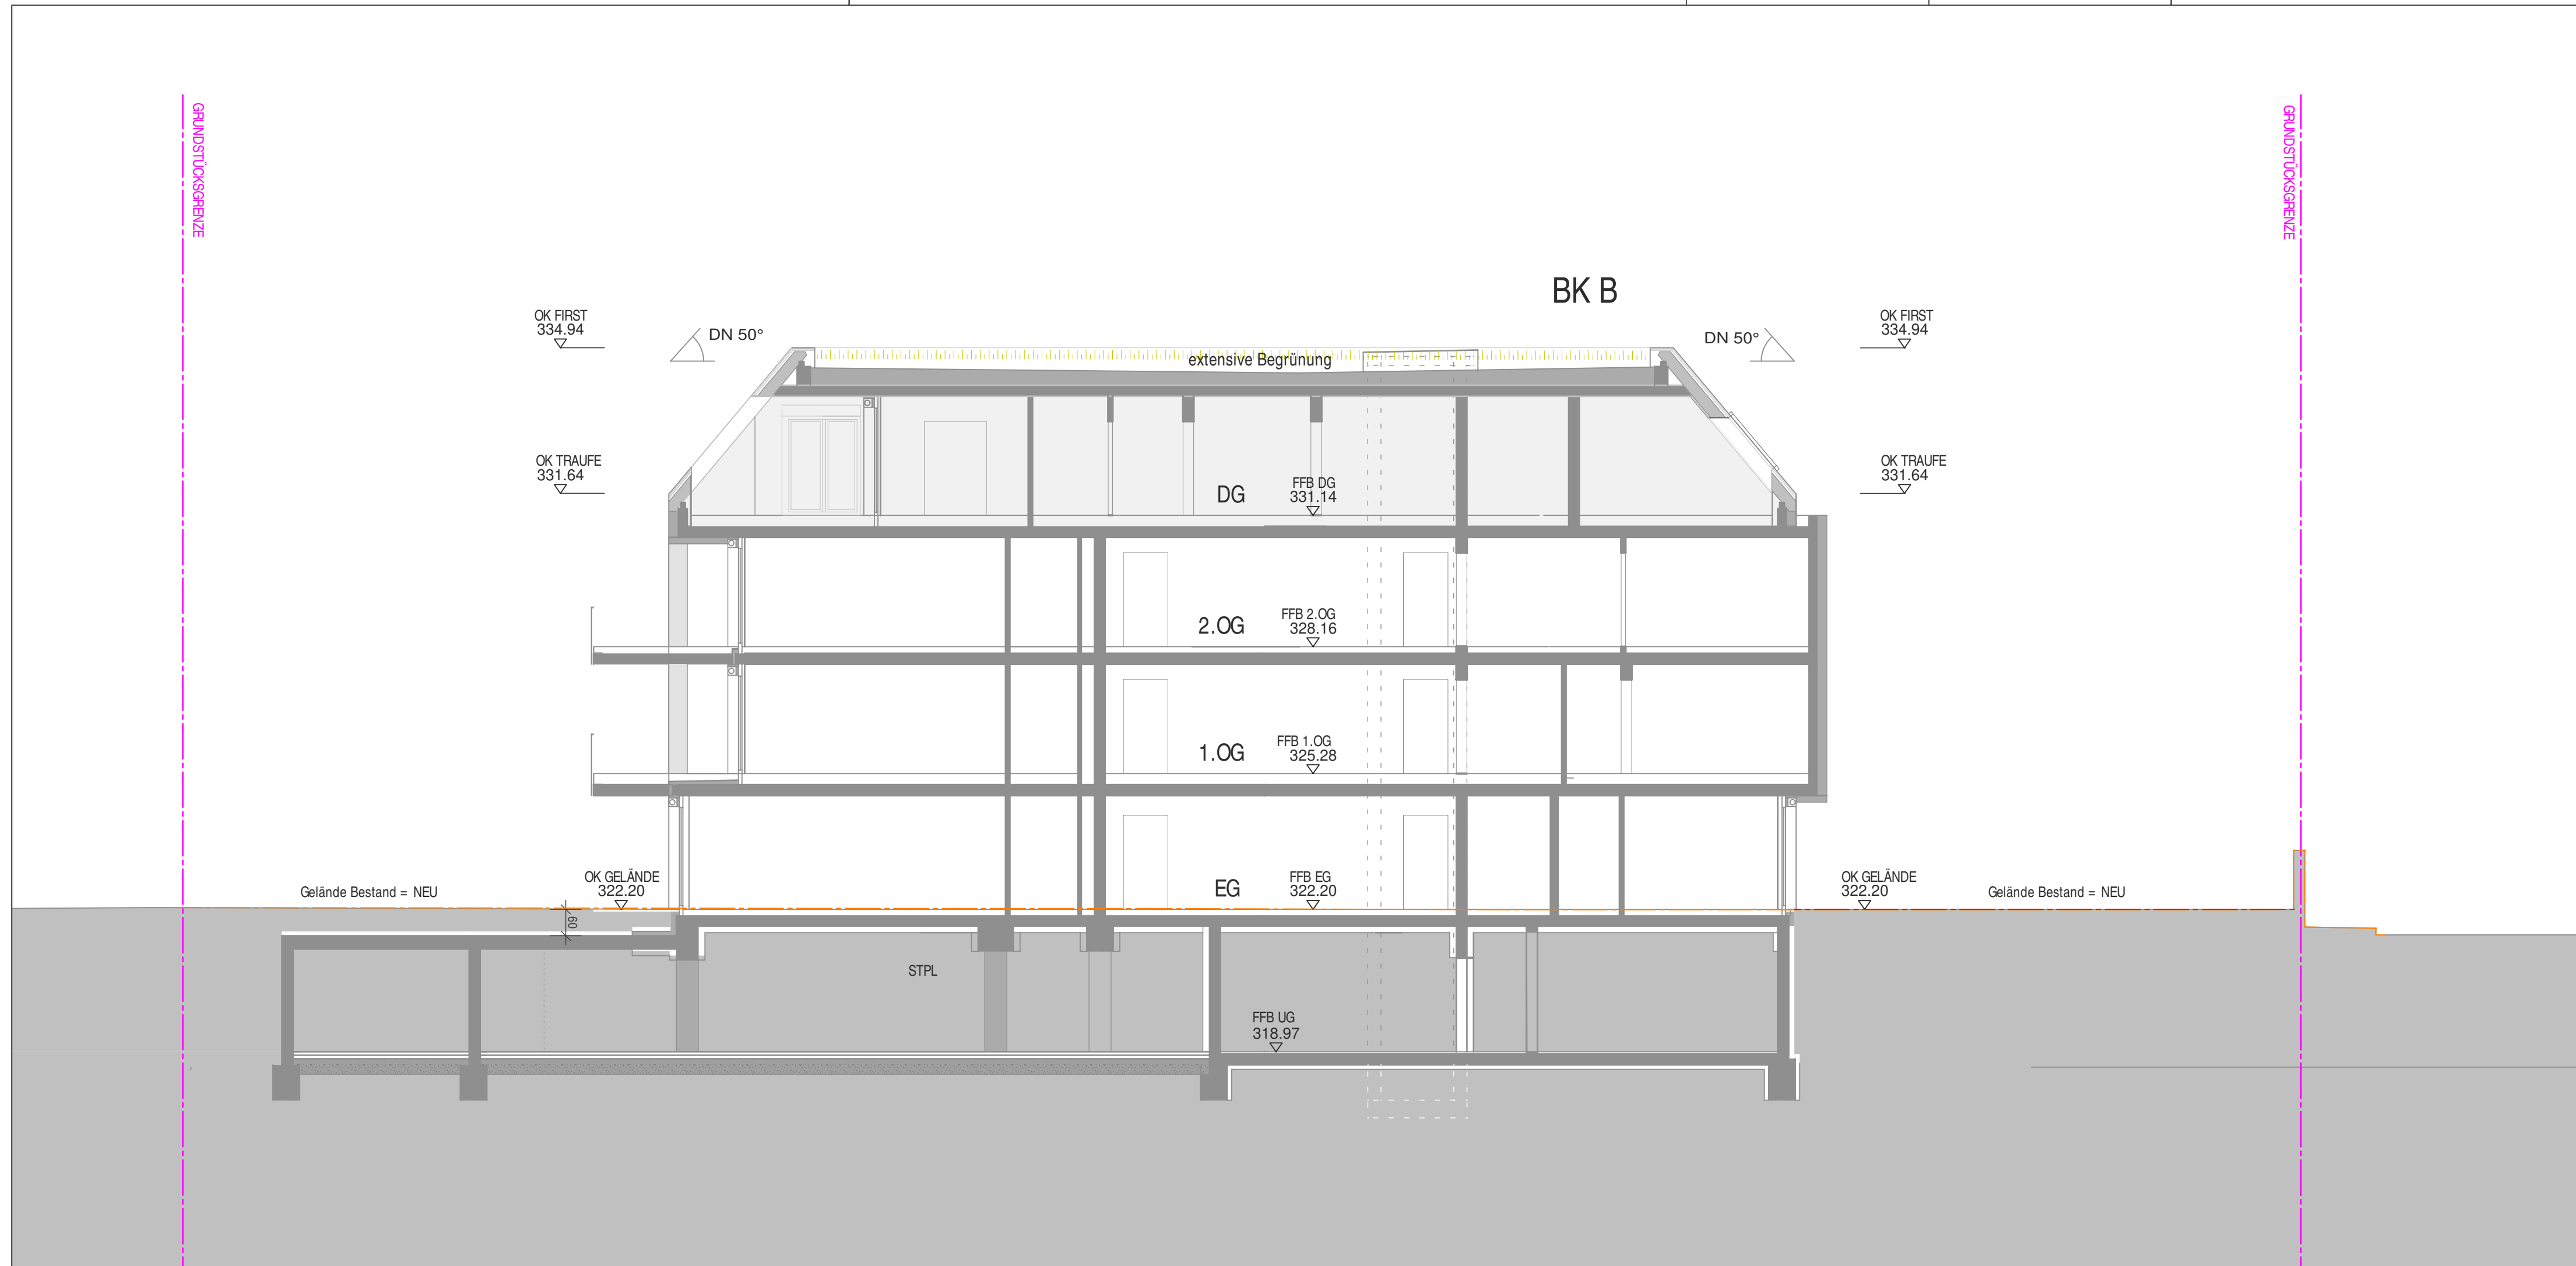 GRUNDSTÜCKSGRENZE
GRUNDSTÜCKSGRENZE
BK B
OK FIRST
334.94
DN 50°
DN 50°
OK FIRST
334.94
extensive Begrünung
OK TRAUFE
331.64
OK TRAUFE
331.64
DG
FFB DG
331.14
2.OG
FFB 2.OG
328.16
1.OG
FFB 1.OG
325.28
Gelände Bestand = NEU
OK GELÄNDE
322.20
EG
FFB EG
322.20
OK GELÄNDE
322.20
Gelände Bestand = NEU
60
STPL
FFB UG
318.97